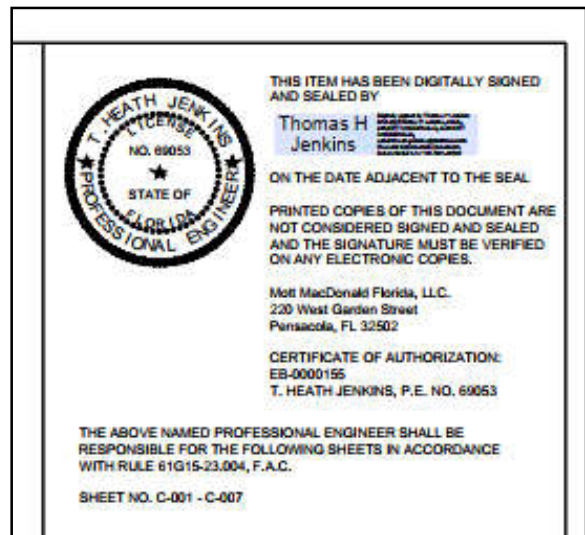 T. HEATH JENKINS
LICENSE
NO. 69053
STATE OF
FLORIDA
PROFESSIONAL ENGINEER
THIS ITEM HAS BEEN DIGITALLY SIGNED
AND SEALED BY
Thomas H
Jenkins
ON THE DATE ADJACENT TO THE SEAL
PRINTED COPIES OF THIS DOCUMENT ARE
NOT CONSIDERED SIGNED AND SEALED
AND THE SIGNATURE MUST BE VERIFIED
ON ANY ELECTRONIC COPIES.
Mott MacDonald Florida, LLC.
220 West Garden Street
Pensacola, FL 32502
CERTIFICATE OF AUTHORIZATION:
EB-0000155
T. HEATH JENKINS, P.E. NO. 69053
THE ABOVE NAMED PROFESSIONAL ENGINEER SHALL BE
RESPONSIBLE FOR THE FOLLOWING SHEETS IN ACCORDANCE
WITH RULE 61G15-23.004, F.A.C.
SHEET NO. C-001 - C-007